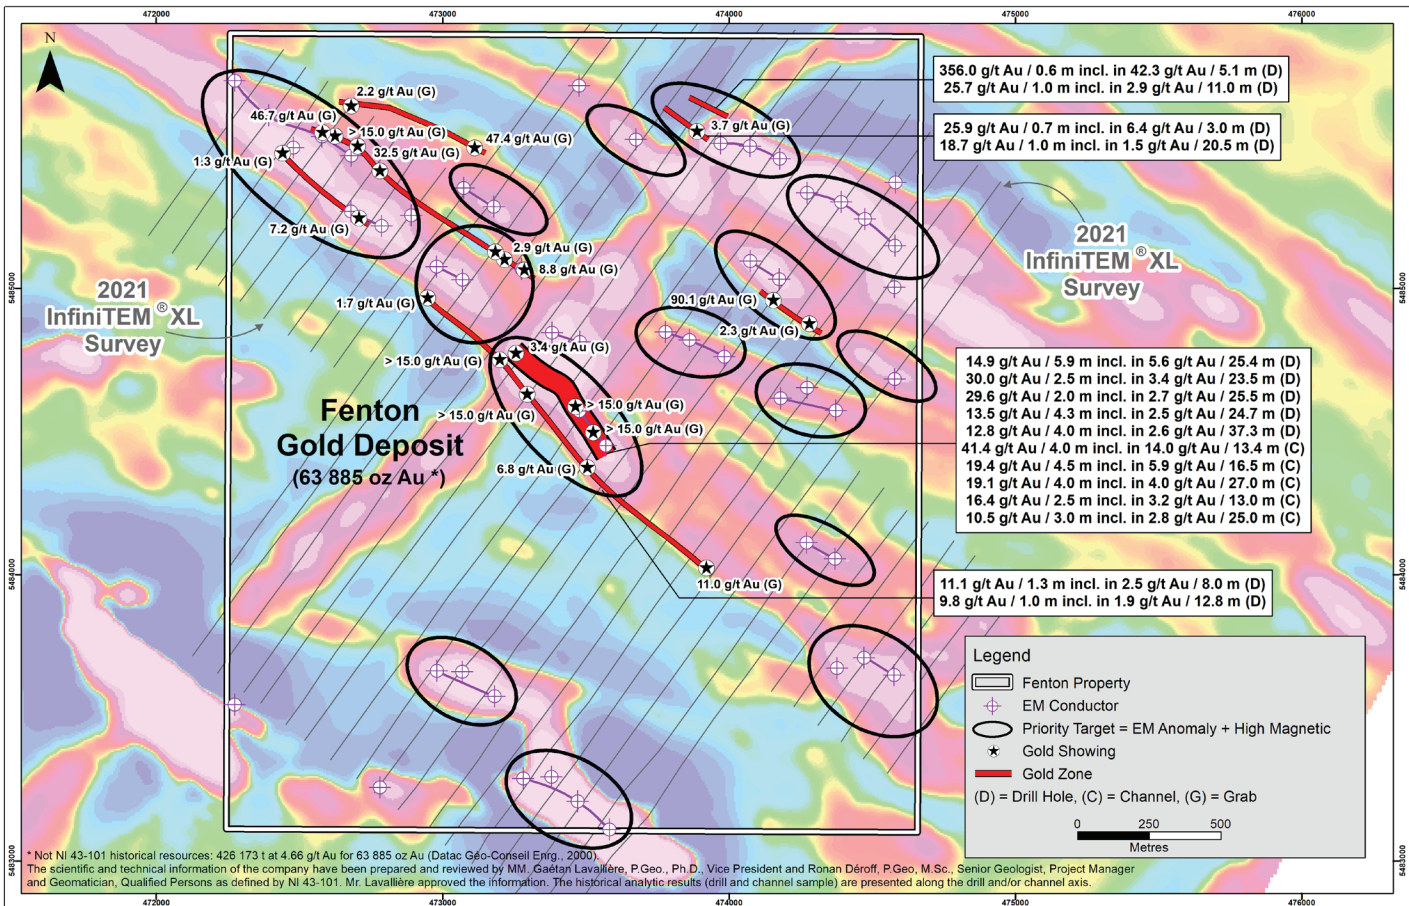 472000
473000
474000
475000
476000
N
356.0 g/t Au / 0.6 m incl. in 42.3 g/t Au / 5.1 m (D)
25.7 g/t Au / 1.0 m incl. in 2.9 g/t Au / 11.0 m (D)
25.9 g/t Au / 0.7 m incl. in 6.4 g/t Au / 3.0 m (D)
18.7 g/t Au / 1.0 m incl. in 1.5 g/t Au / 20.5 m (D)
2.2 g/t Au (G)
46.7 g/t Au (G)
> 15.0 g/t Au (G)
47.4 g/t Au (G)
32.5 g/t Au (G)
1.3 g/t Au (G)
7.2 g/t Au (G)
3.7 g/t Au (G)
2.9 g/t Au (G)
8.8 g/t Au (G)
1.7 g/t Au (G)
90.1 g/t Au (G)
2.3 g/t Au (G)
2021
InfiniTEM ® XL
Survey
2021
InfiniTEM ® XL
Survey
5485000
5485000
3.4 g/t Au (G)
> 15.0 g/t Au (G)
> 15.0 g/t Au (G)
> 15.0 g/t Au (G)
> 15.0 g/t Au (G)
6.8 g/t Au (G)
11.0 g/t Au (G)
Fenton
Gold Deposit
(63 885 oz Au *)
14.9 g/t Au / 5.9 m incl. in 5.6 g/t Au / 25.4 m (D)
30.0 g/t Au / 2.5 m incl. in 3.4 g/t Au / 23.5 m (D)
29.6 g/t Au / 2.0 m incl. in 2.7 g/t Au / 25.5 m (D)
13.5 g/t Au / 4.3 m incl. in 2.5 g/t Au / 24.7 m (D)
12.8 g/t Au / 4.0 m incl. in 2.6 g/t Au / 37.3 m (D)
41.4 g/t Au / 4.0 m incl. in 14.0 g/t Au / 13.4 m (C)
19.4 g/t Au / 4.5 m incl. in 5.9 g/t Au / 16.5 m (C)
19.1 g/t Au / 4.0 m incl. in 4.0 g/t Au / 27.0 m (C)
16.4 g/t Au / 2.5 m incl. in 3.2 g/t Au / 13.0 m (C)
10.5 g/t Au / 3.0 m incl. in 2.8 g/t Au / 25.0 m (C)
5484000
5484000
11.1 g/t Au / 1.3 m incl. in 2.5 g/t Au / 8.0 m (D)
9.8 g/t Au / 1.0 m incl. in 1.9 g/t Au / 12.8 m (D)
Legend
Fenton Property
EM Conductor
Priority Target = EM Anomaly + High Magnetic
Gold Showing
Gold Zone
(D) = Drill Hole, (C) = Channel, (G) = Grab
0 250 500
Metres
5483000
5483000
* Not NI 43-101 historical resources: 426 173 t at 4.66 g/t Au for 63 885 oz Au (Datac Géo-Conseil Enrg., 2000).
The scientific and technical information of the company have been prepared and reviewed by MM. Gaétan Lavallière, P.Geo., Ph.D., Vice President and Ronan Déroff, P.Geo, M.Sc., Senior Geologist, Project Manager
and Geomatician, Qualified Persons as defined by NI 43-101. Mr. Lavallière approved the information. The historical analytic results (drill and channel sample) are presented along the drill and/or channel axis.
472000
473000
474000
475000
476000